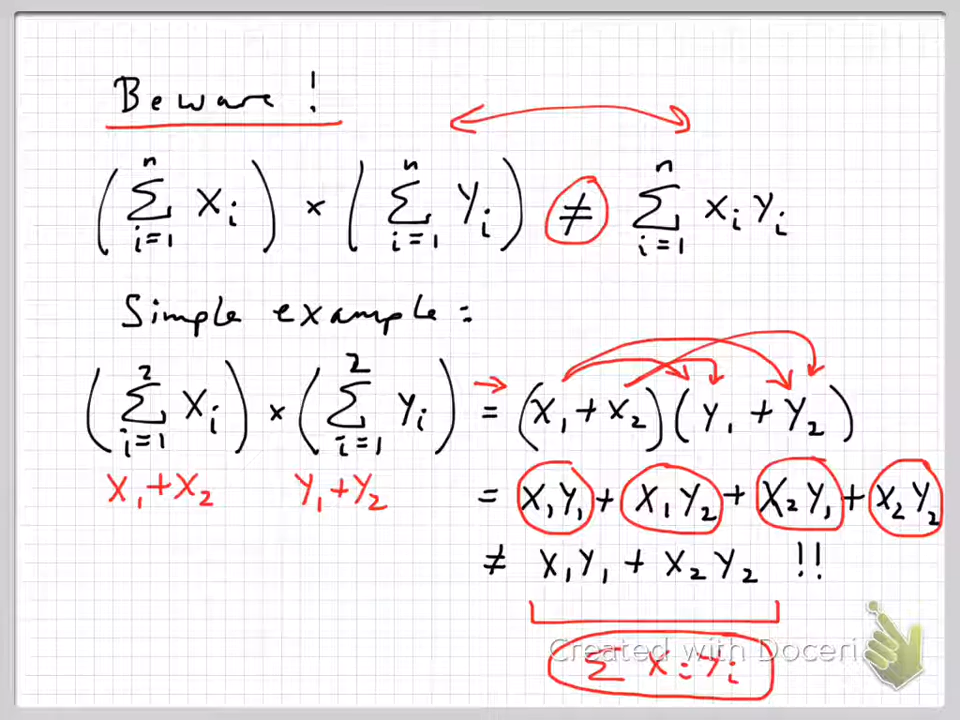 Beware !
(∑_{i=1}^{n} X_i) × (∑_{i=1}^{n} Y_i) ≠ ∑_{i=1}^{n} X_i Y_i
Simple example :
(∑_{i=1}^{2} X_i) × (∑_{i=1}^{2} Y_i) → = (X_1 + X_2)(Y_1 + Y_2)
X_1 + X_2 Y_1 + Y_2
= X_1Y_1 + X_1Y_2 + X_2Y_1 + X_2Y_2
≠ X_1Y_1 + X_2Y_2 !!
Created with Doceri
∑ X_i Y_i